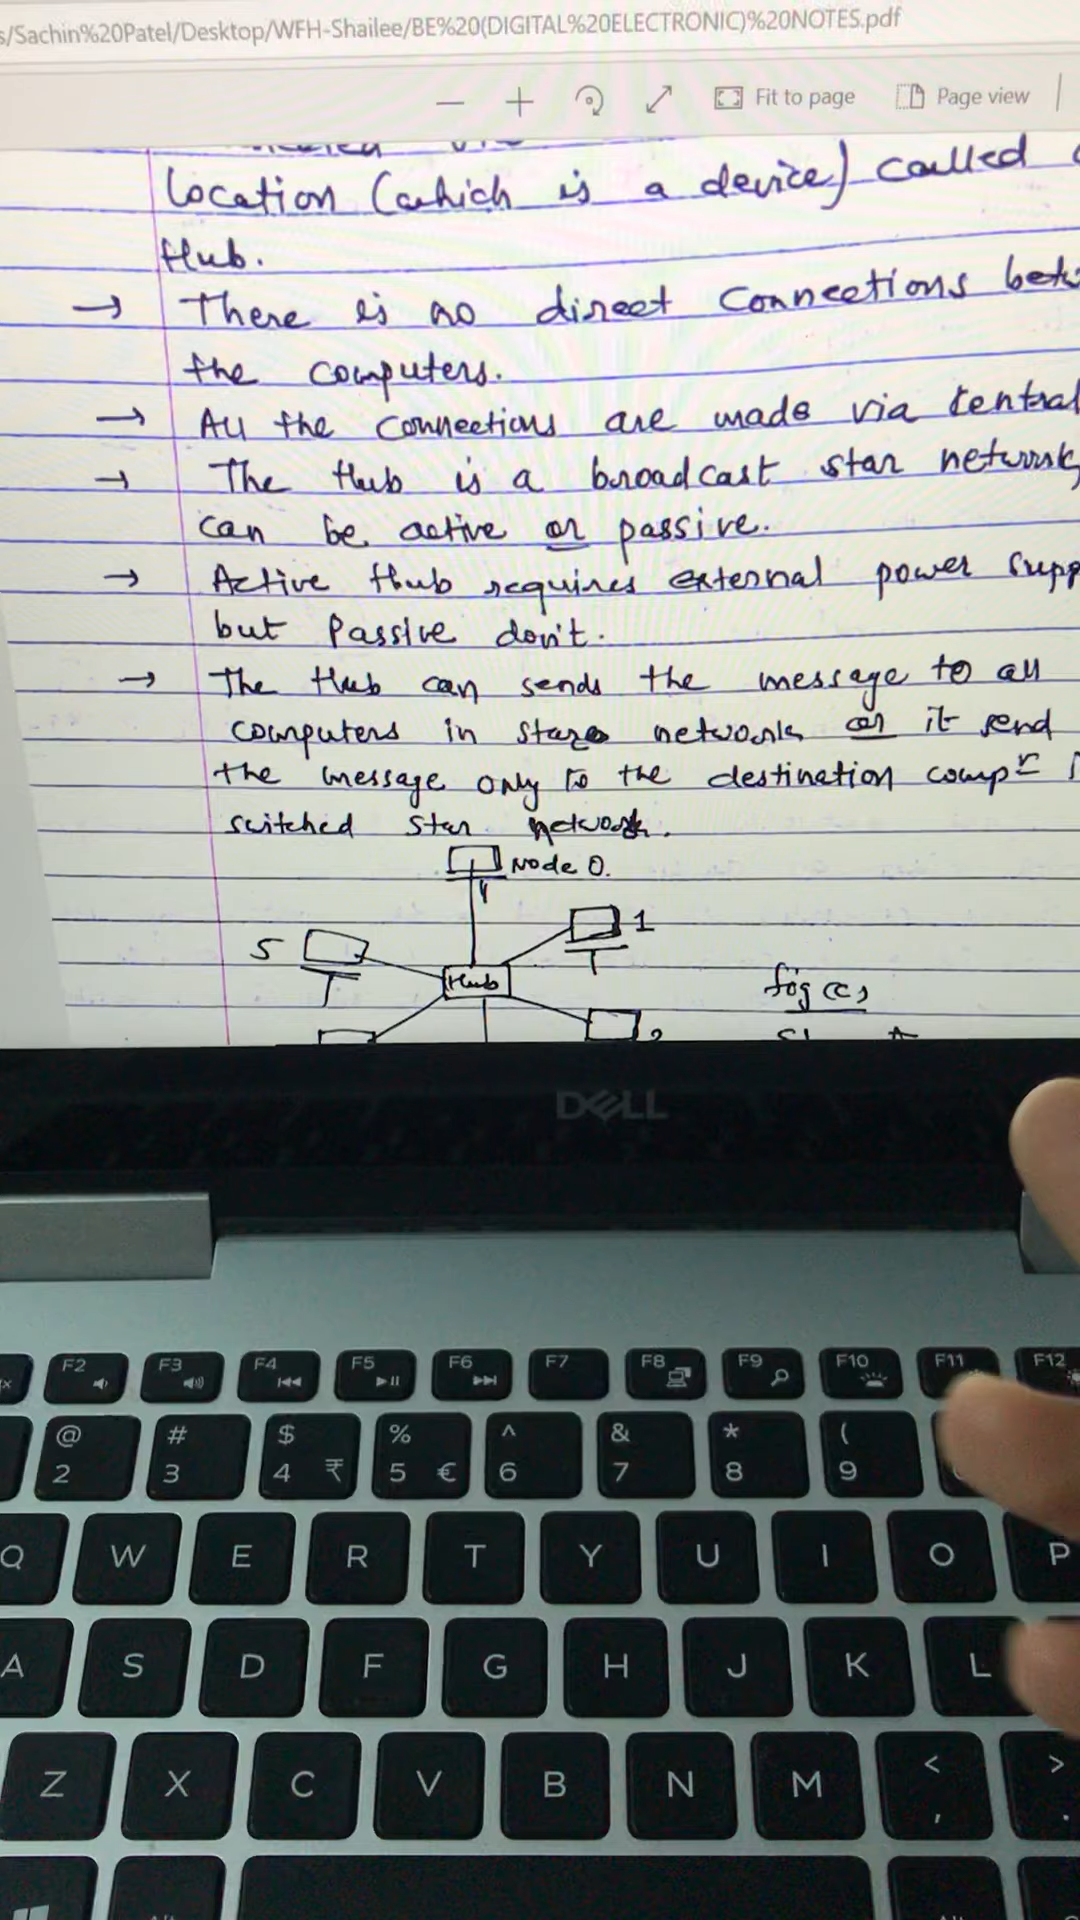 s/Sachin%20Patel/Desktop/WFH-Shailee/BE%20(DIGITAL%20ELECTRONIC)%20NOTES.pdf
Fit to page Page view
location (which is a device) called
Hub.
→ There is no direct connections betw
the computers.
→ All the connections are made via central
→ The Hub is a broadcast star network,
can be active or passive.
→ Active Hub requires external power supp
but Passive don't.
→ The Hub can sends the message to all
computers in star network or it send
the message only to the destination compr
switched star network.
Node 0.
1
5
Hub
fig (c)
2
DELL
F2 F3 F4 F5 F6 F7 F8 F9 F10 F11 F12
@ # $ % ^ & * (
2 3 4 ₹ 5 € 6 7 8 9
Q W E R T Y U I O P
A S D F G H J K L
Z X C V B N M < >
, .